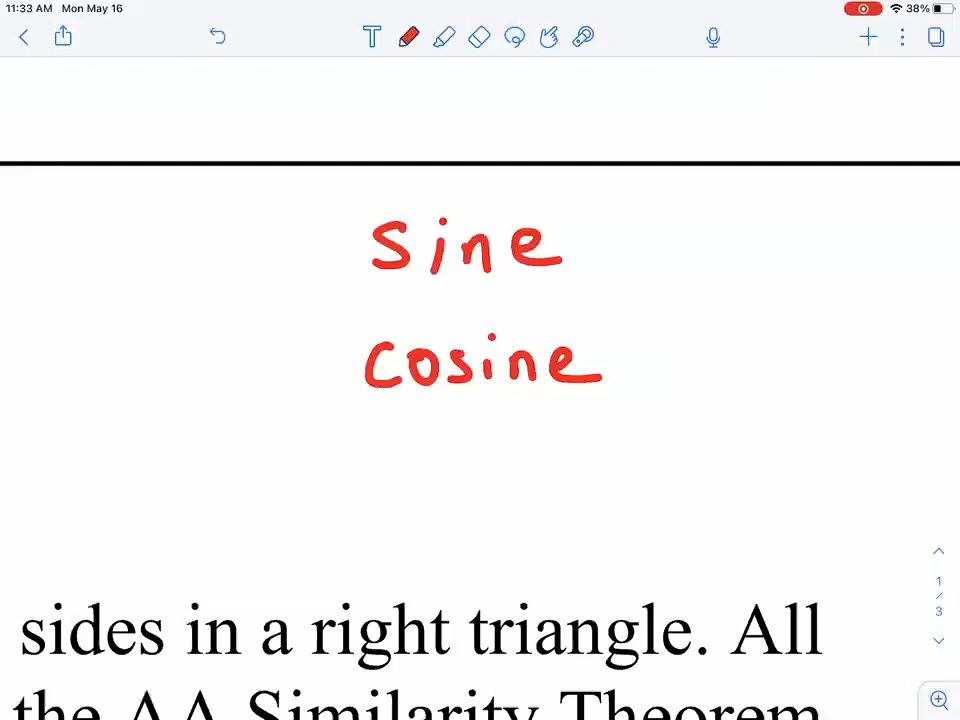 11:33 AM Mon May 16 38%
T
sine
cosine
1
/
3
sides in a right triangle. All
the AA Similarity Theorem